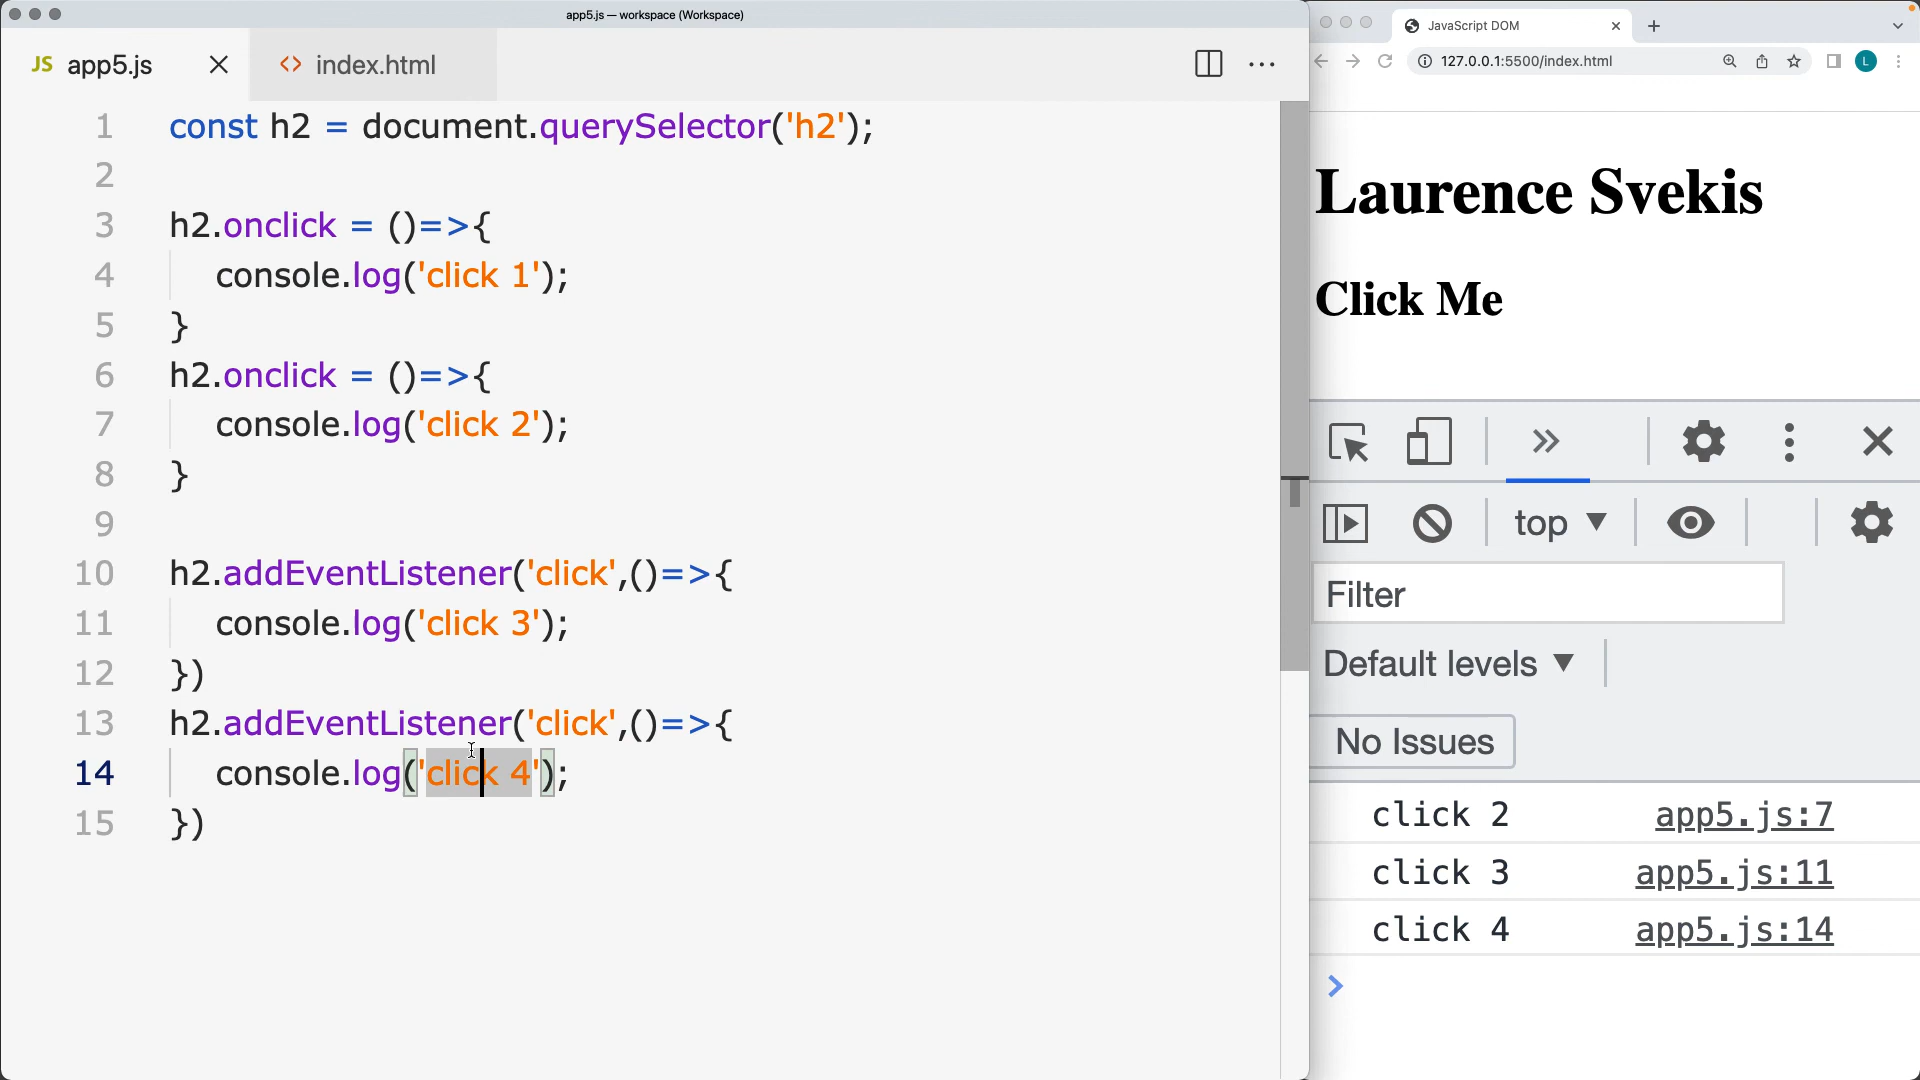 app5.js — workspace (Workspace)
JS app5.js
<> index.html
1 const h2 = document.querySelector('h2');
2
3 h2.onclick = ()=>{
4 console.log('click 1');
5 }
6 h2.onclick = ()=>{
7 console.log('click 2');
8 }
9
10 h2.addEventListener('click',()=>{
11 console.log('click 3');
12 })
13 h2.addEventListener('click',()=>{
14 console.log('click 4');
15 })
JavaScript DOM
127.0.0.1:5500/index.html
L
Laurence Svekis
Click Me
top
Filter
Default levels
No Issues
click 2 app5.js:7
click 3 app5.js:11
click 4 app5.js:14